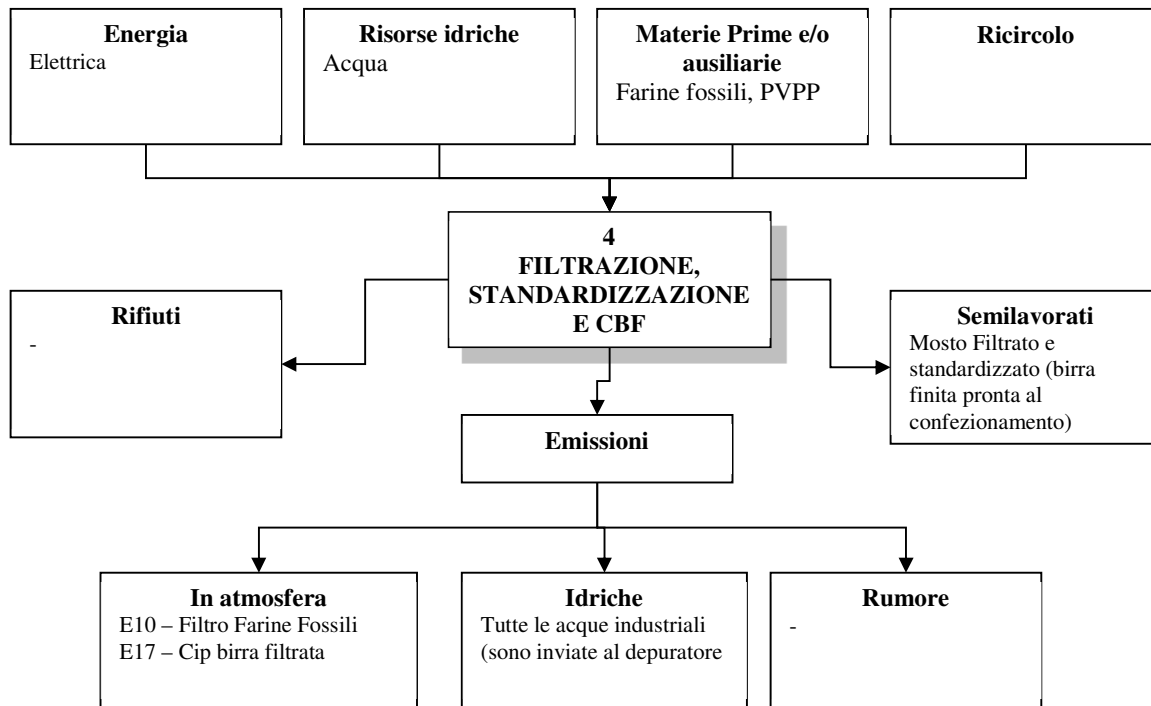 Energia
Elettrica
Risorse idriche
Acqua
Materie Prime e/o
ausiliarie
Farine fossili, PVPP
Ricircolo
4
FILTRAZIONE,
STANDARDIZZAZIONE
E CBF
Rifiuti
-
Semilavorati
Mosto Filtrato e
standardizzato (birra
finita pronta al
confezionamento)
Emissioni
In atmosfera
E10 – Filtro Farine Fossili
E17 – Cip birra filtrata
Idriche
Tutte le acque industriali
(sono inviate al depuratore
Rumore
-